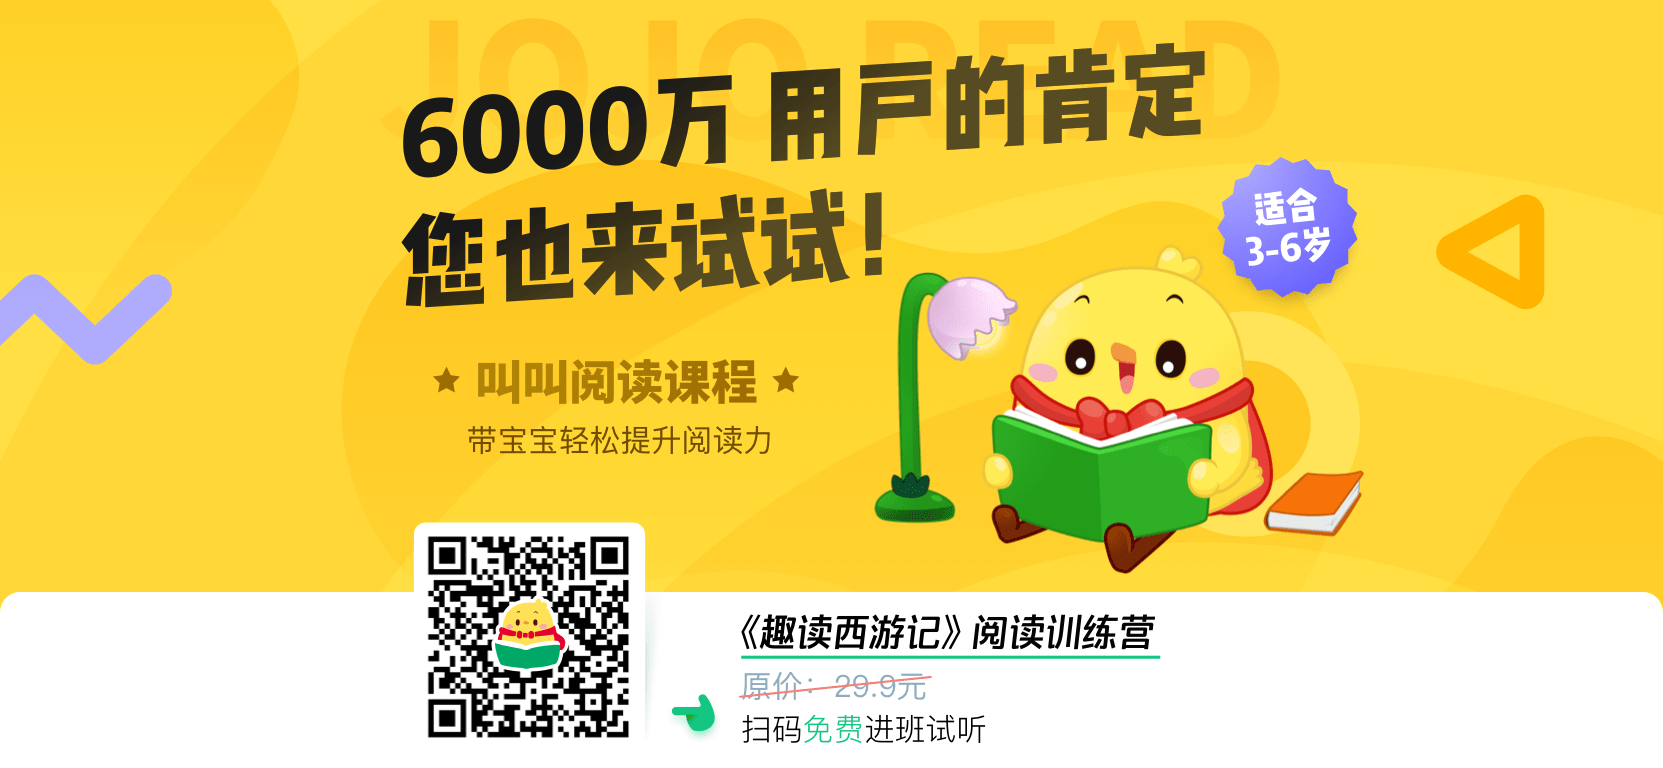 JOJO READ
6000万 用户的肯定
您也来试试!
适合
3-6岁
叫叫阅读课程
带宝宝轻松提升阅读力
《趣读西游记》阅读训练营
原价：29.9元
扫码免费进班试听